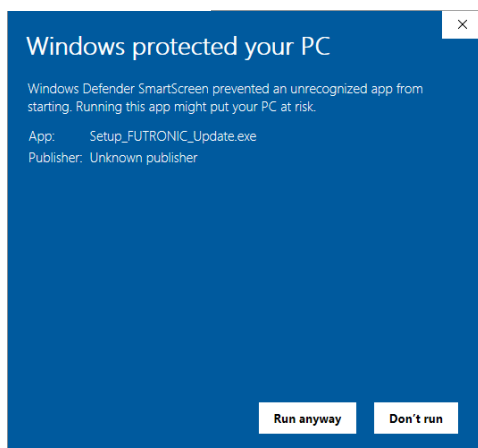 Windows protected your PC
Windows Defender SmartScreen prevented an unrecognized app from
starting. Running this app might put your PC at risk.
App: Setup_FUTRONIC_Update.exe
Publisher: Unknown publisher
Run anyway Don't run